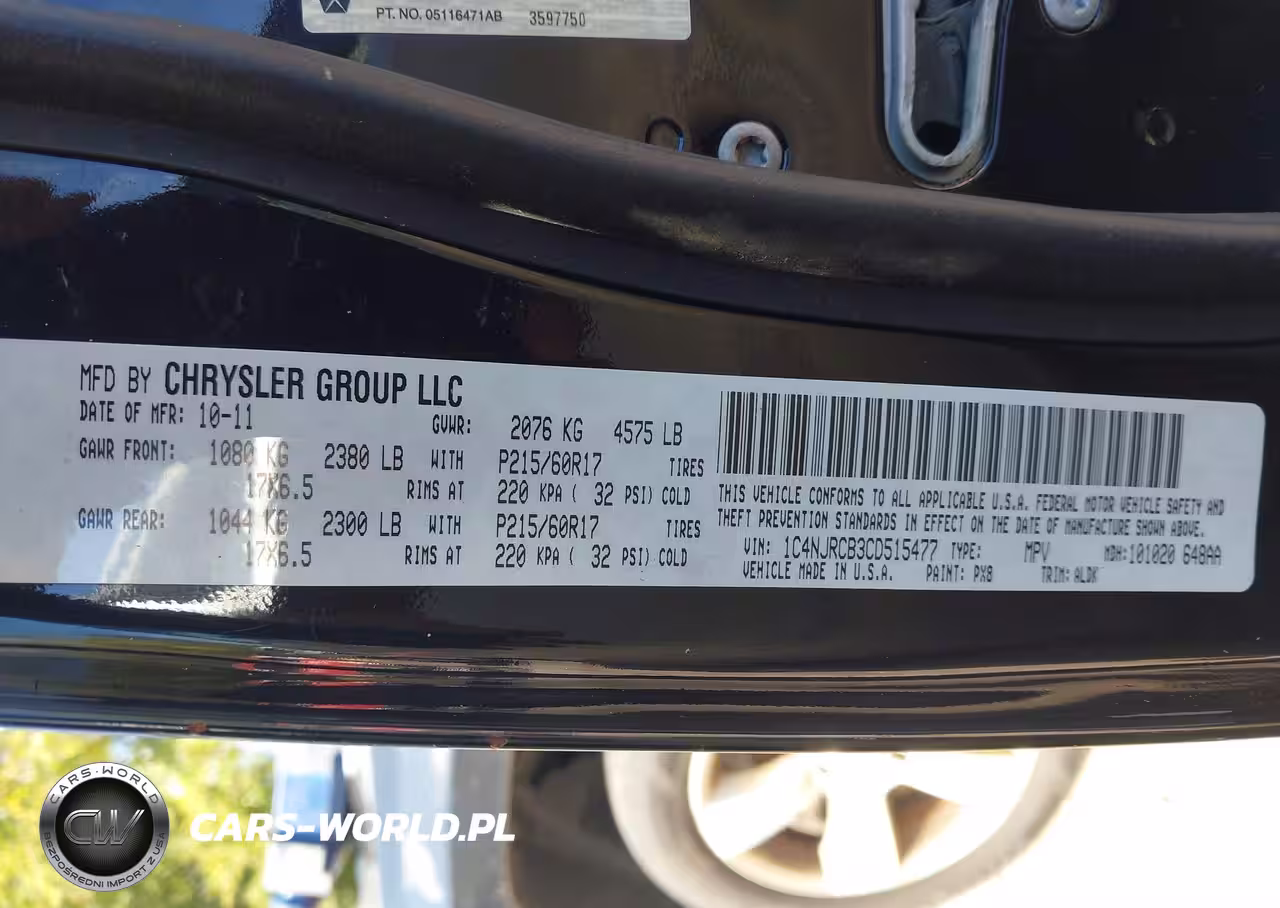 PT. NO. 05116471AB 3597750
MFD BY CHRYSLER GROUP LLC
DATE OF MFR: 10-11 GVWR: 2076 KG 4575 LB
GAWR FRONT: 1080 KG 2380 LB WITH P215/60R17 TIRES
17X6.5 RIMS AT 220 KPA ( 32 PSI) COLD
GAWR REAR: 1044 KG 2300 LB WITH P215/60R17 TIRES
17X6.5 RIMS AT 220 KPA ( 32 PSI) COLD
THIS VEHICLE CONFORMS TO ALL APPLICABLE U.S.A. FEDERAL MOTOR VEHICLE SAFETY AND
THEFT PREVENTION STANDARDS IN EFFECT ON THE DATE OF MANUFACTURE SHOWN ABOVE.
VIN: 1C4NJRCB3CD515477 TYPE: MPV MDH:101020 648AA
VEHICLE MADE IN U.S.A. PAINT: PX8 TRIM: ALDK
CARS-WORLD
CW
BEZPOŚREDNI IMPORT Z USA
CARS-WORLD.PL